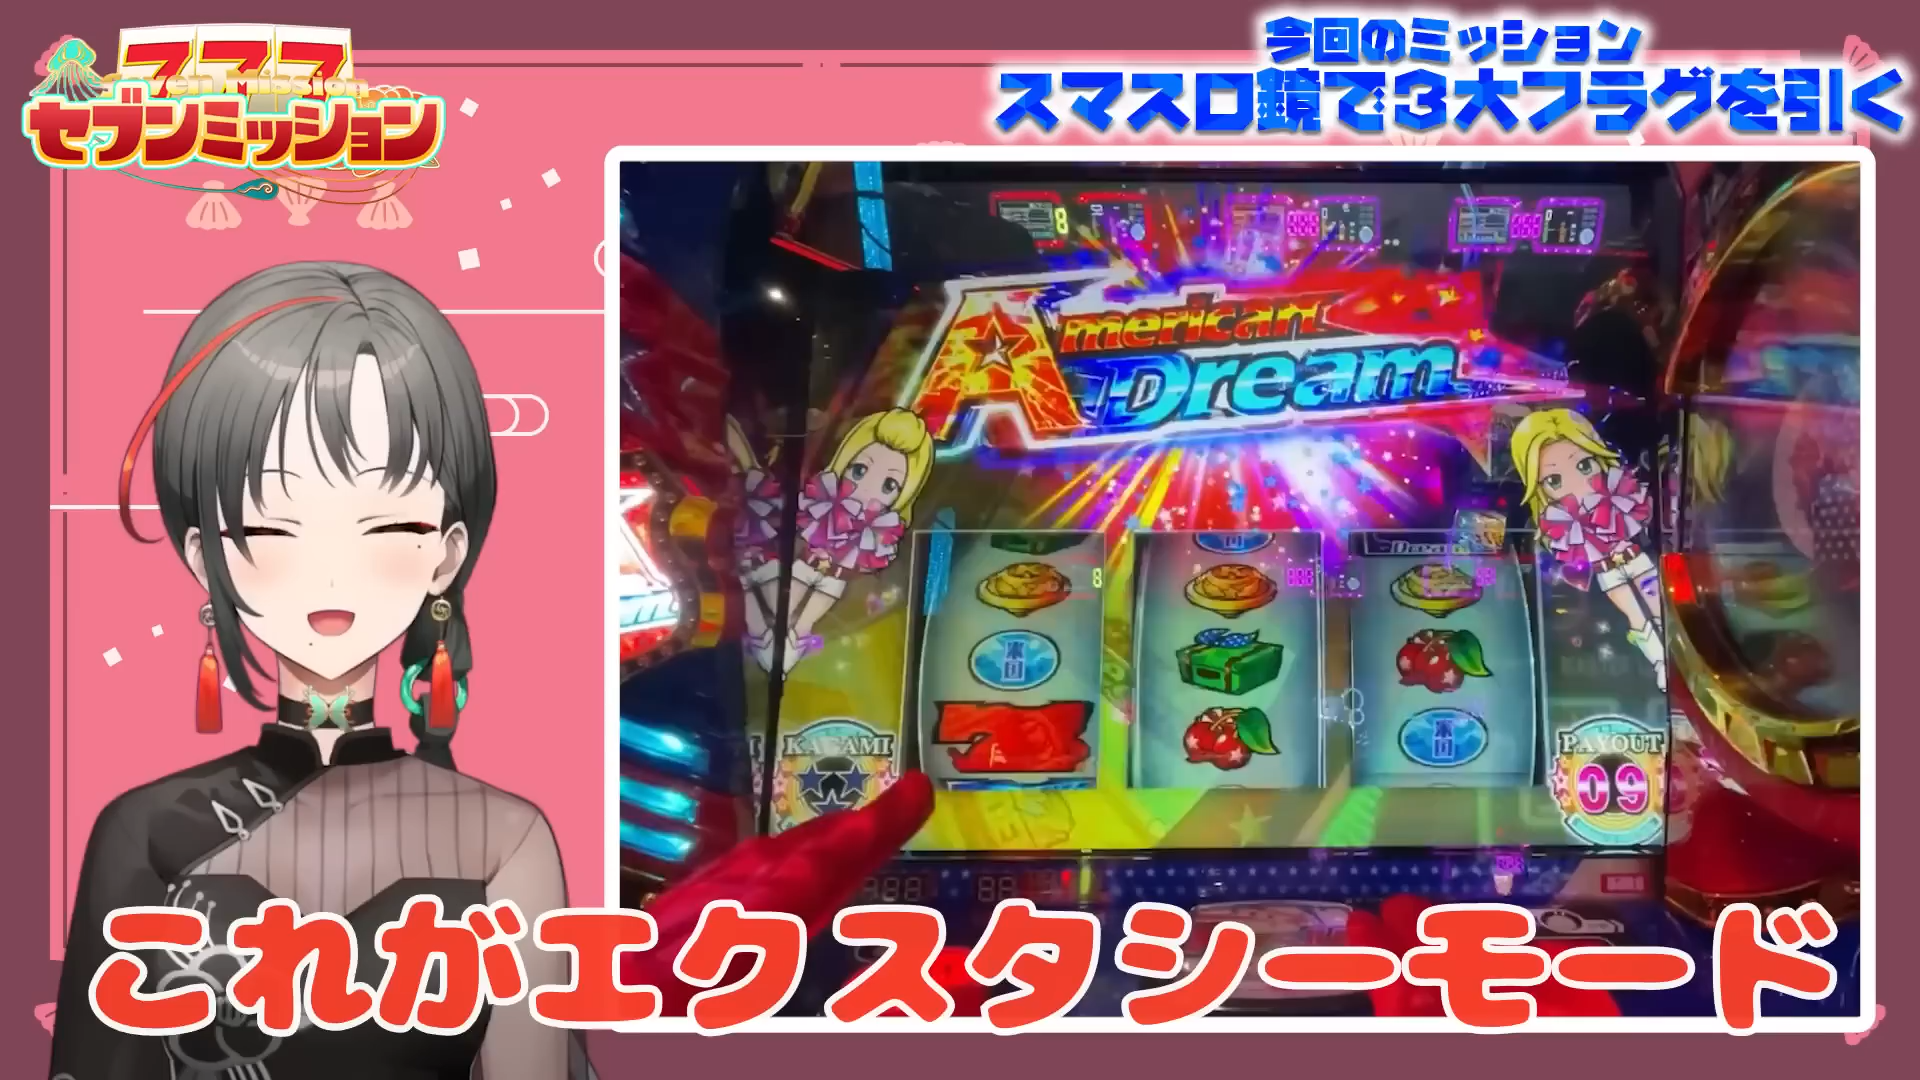 777
Seven Mission
セブンミッション
今回のミッション
スマスロ鏡で3大フラグを引く
American
Dream
KAGAMI
PAYOUT
09
これがエクスタシーモード